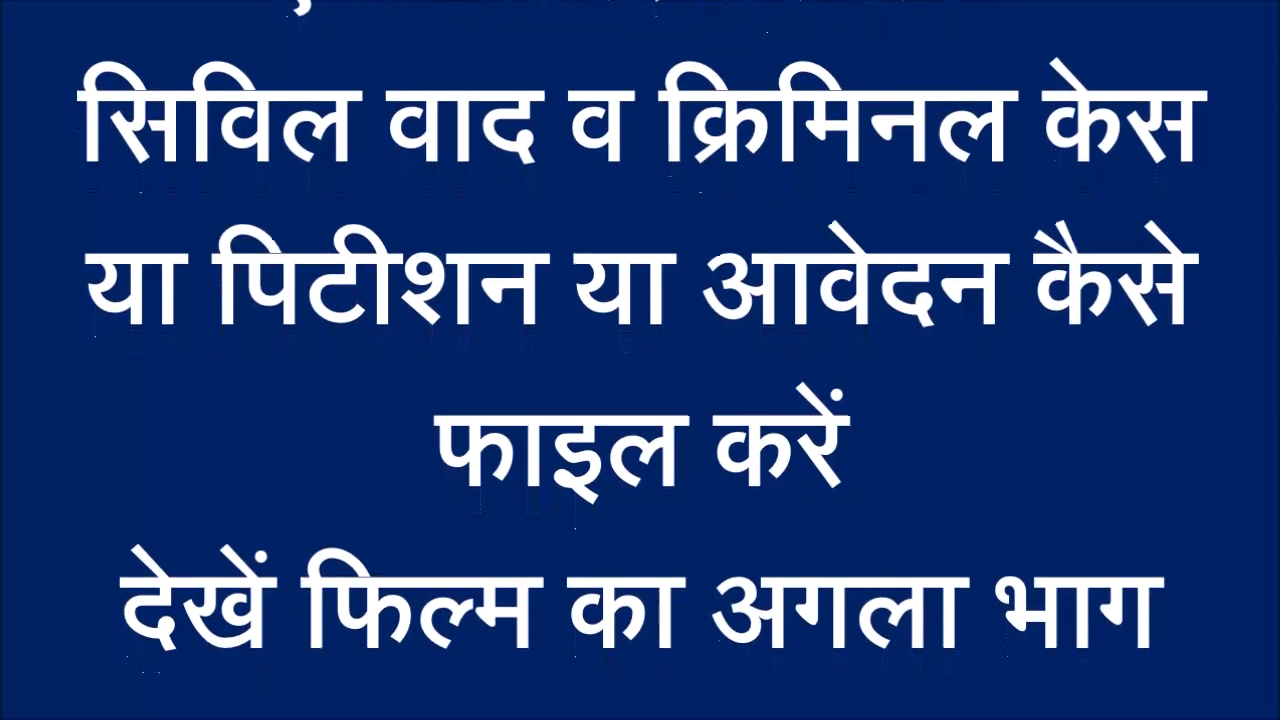 सिविल वाद व क्रिमिनल केस
या पिटीशन या आवेदन कैसे
फाइल करें
देखें फिल्म का अगला भाग